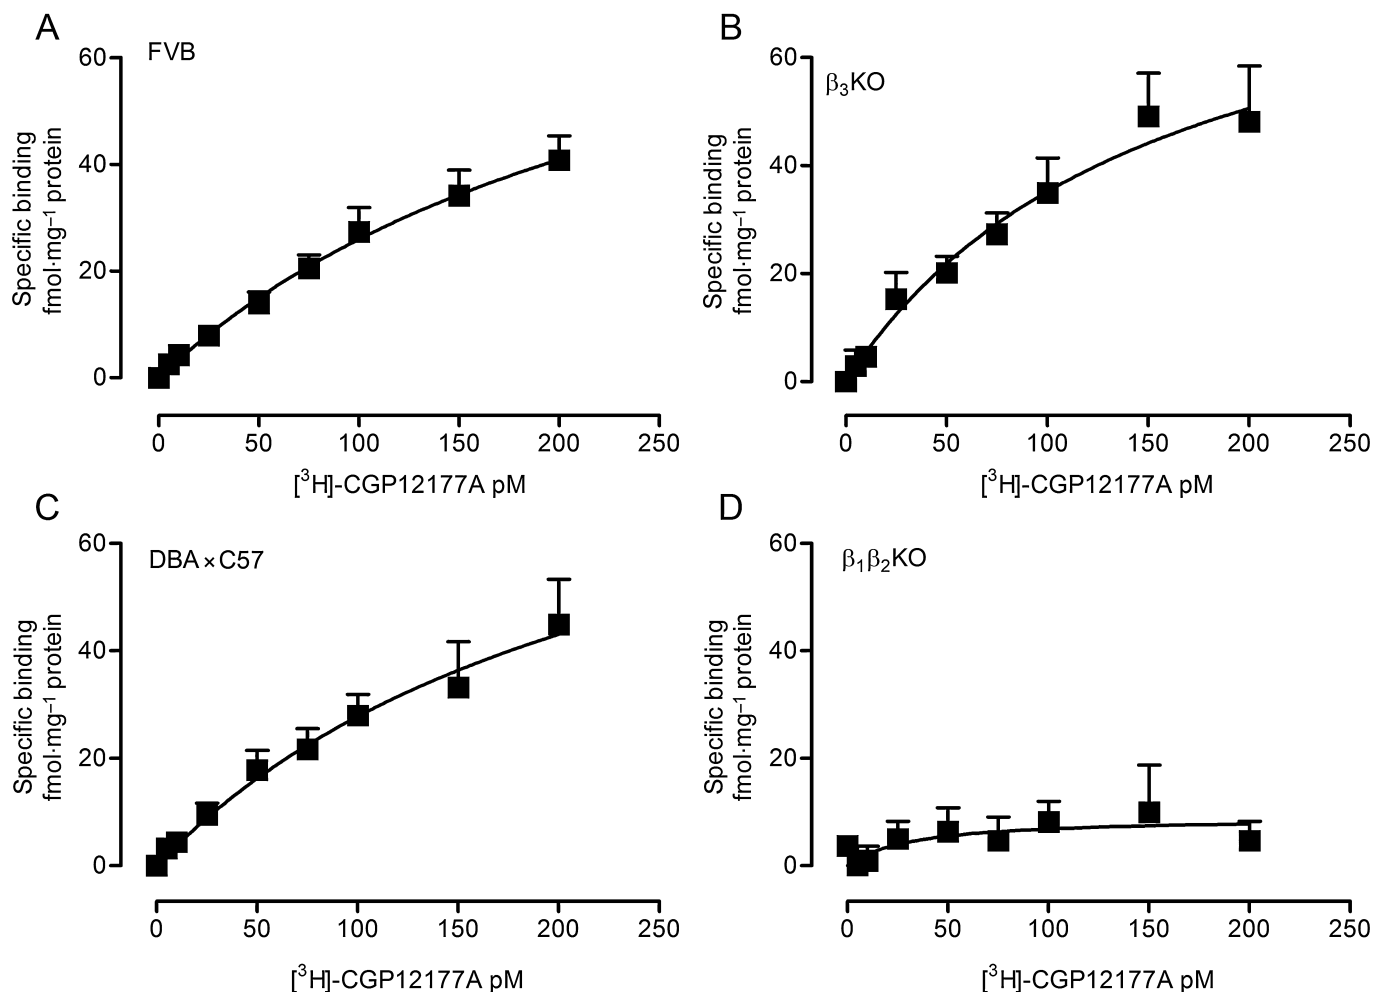 A
FVB
Specific binding
fmol·mg⁻¹ protein
60
40
20
0
0 50 100 150 200 250
[³H]-CGP12177A pM
B
β₃KO
Specific binding
fmol·mg⁻¹ protein
60
40
20
0
0 50 100 150 200 250
[³H]-CGP12177A pM
C
DBA×C57
Specific binding
fmol·mg⁻¹ protein
60
40
20
0
0 50 100 150 200 250
[³H]-CGP12177A pM
D
β₁β₂KO
Specific binding
fmol·mg⁻¹ protein
60
40
20
0
0 50 100 150 200 250
[³H]-CGP12177A pM